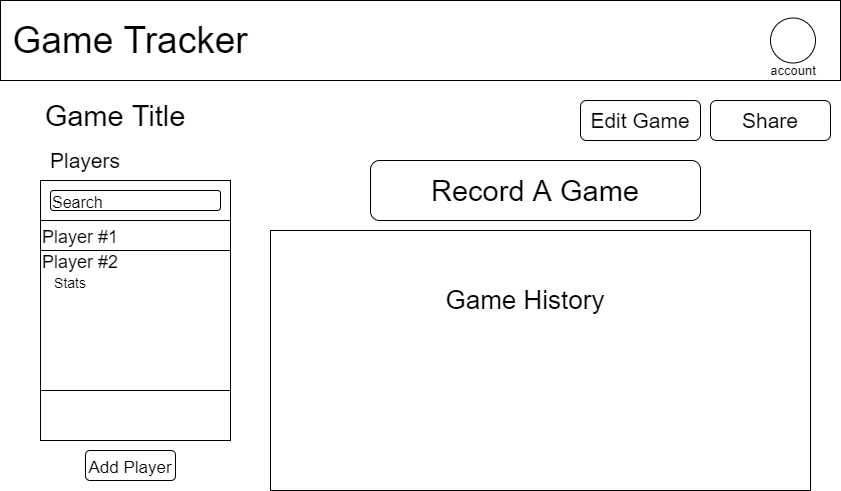 Game Tracker
account
Game Title
Edit Game
Share
Players
Record A Game
Search
Player #1
Player #2
Stats
Game History
Add Player